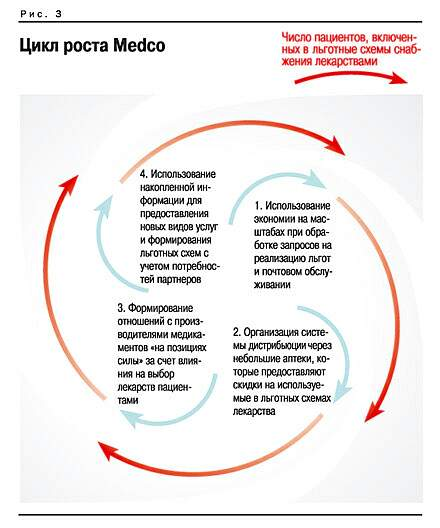 Рис. 3
Цикл роста Medco
Число пациентов, включен-
ных в льготные схемы снаб-
жения лекарствами
4. Использование
накопленной ин-
формации для
предоставления
новых видов услуг
и формирования
льготных схем с
учетом потребнос-
тей партнеров
1. Использование
экономии на мас-
штабах при обра-
ботке запросов на
реализацию льгот
и почтовом обслу-
живании
3. Формирование
отношений с произ-
водителями медика-
ментов «на позициях
силы» за счет влия-
ния на выбор
лекарств пациен-
тами
2. Организация систе-
мы дистрибьюции через
небольшие аптеки, ко-
торые предоставляют
скидки на используе-
мые в льготных схемах
лекарства